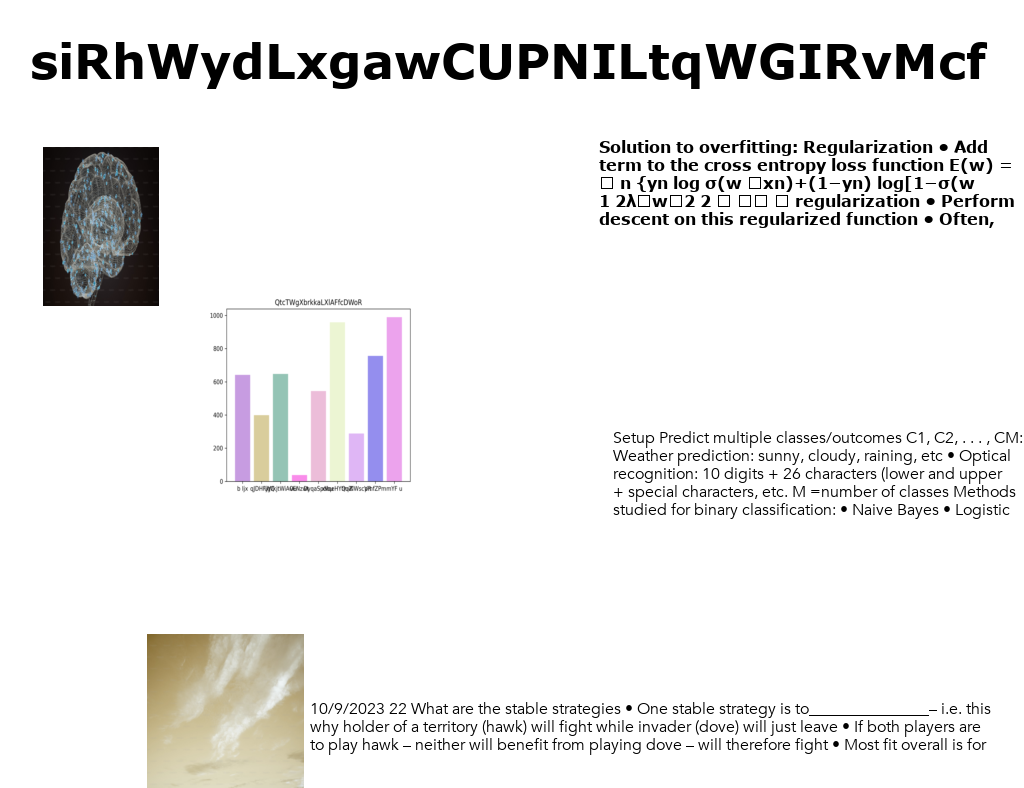 siRhWydLxgawCUPNILtqWGIRvMcf
Solution to overfitting: Regularization • Add
term to the cross entropy loss function E(w) =
□ n {yn log σ(w □xn)+(1−yn) log[1−σ(w
1 2λ□w□2 2 □ □□ □ regularization • Perform
descent on this regularized function • Often,
QtcTWgXbrkkaLXlAFfcDWoR
1000
800
600
400
200
0
Setup Predict multiple classes/outcomes C1, C2, . . . , CM:
Weather prediction: sunny, cloudy, raining, etc • Optical
recognition: 10 digits + 26 characters (lower and upper
+ special characters, etc. M =number of classes Methods
studied for binary classification: • Naive Bayes • Logistic
10/9/2023 22 What are the stable strategies • One stable strategy is to_______________– i.e. this
why holder of a territory (hawk) will fight while invader (dove) will just leave • If both players are
to play hawk – neither will benefit from playing dove – will therefore fight • Most fit overall is for